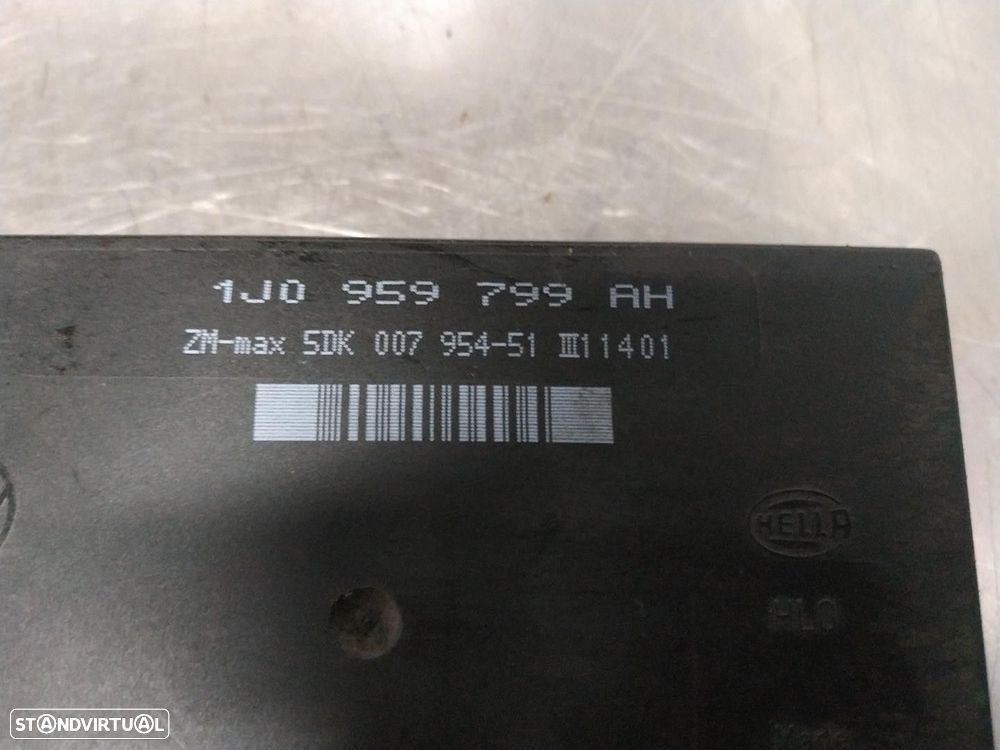 1J0 959 799 AH
ZM-max 5DK 007 954-51 III11401
HELLA
STANDVIRTUAL